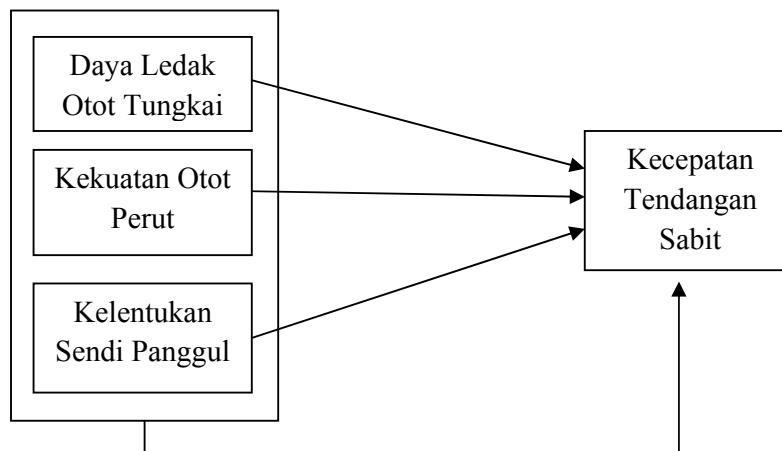 Daya Ledak
Otot Tungkai
Kekuatan Otot
Perut
Kelentukan
Sendi Panggul
Kecepatan
Tendangan
Sabit